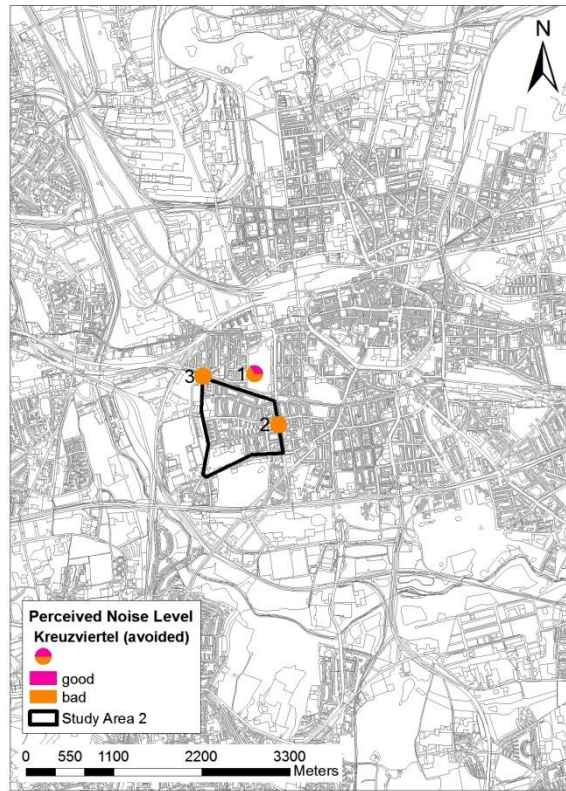 N
3
1
2
Perceived Noise Level
Kreuzviertel (avoided)
good
bad
Study Area 2
0 550 1100 2200 3300
Meters